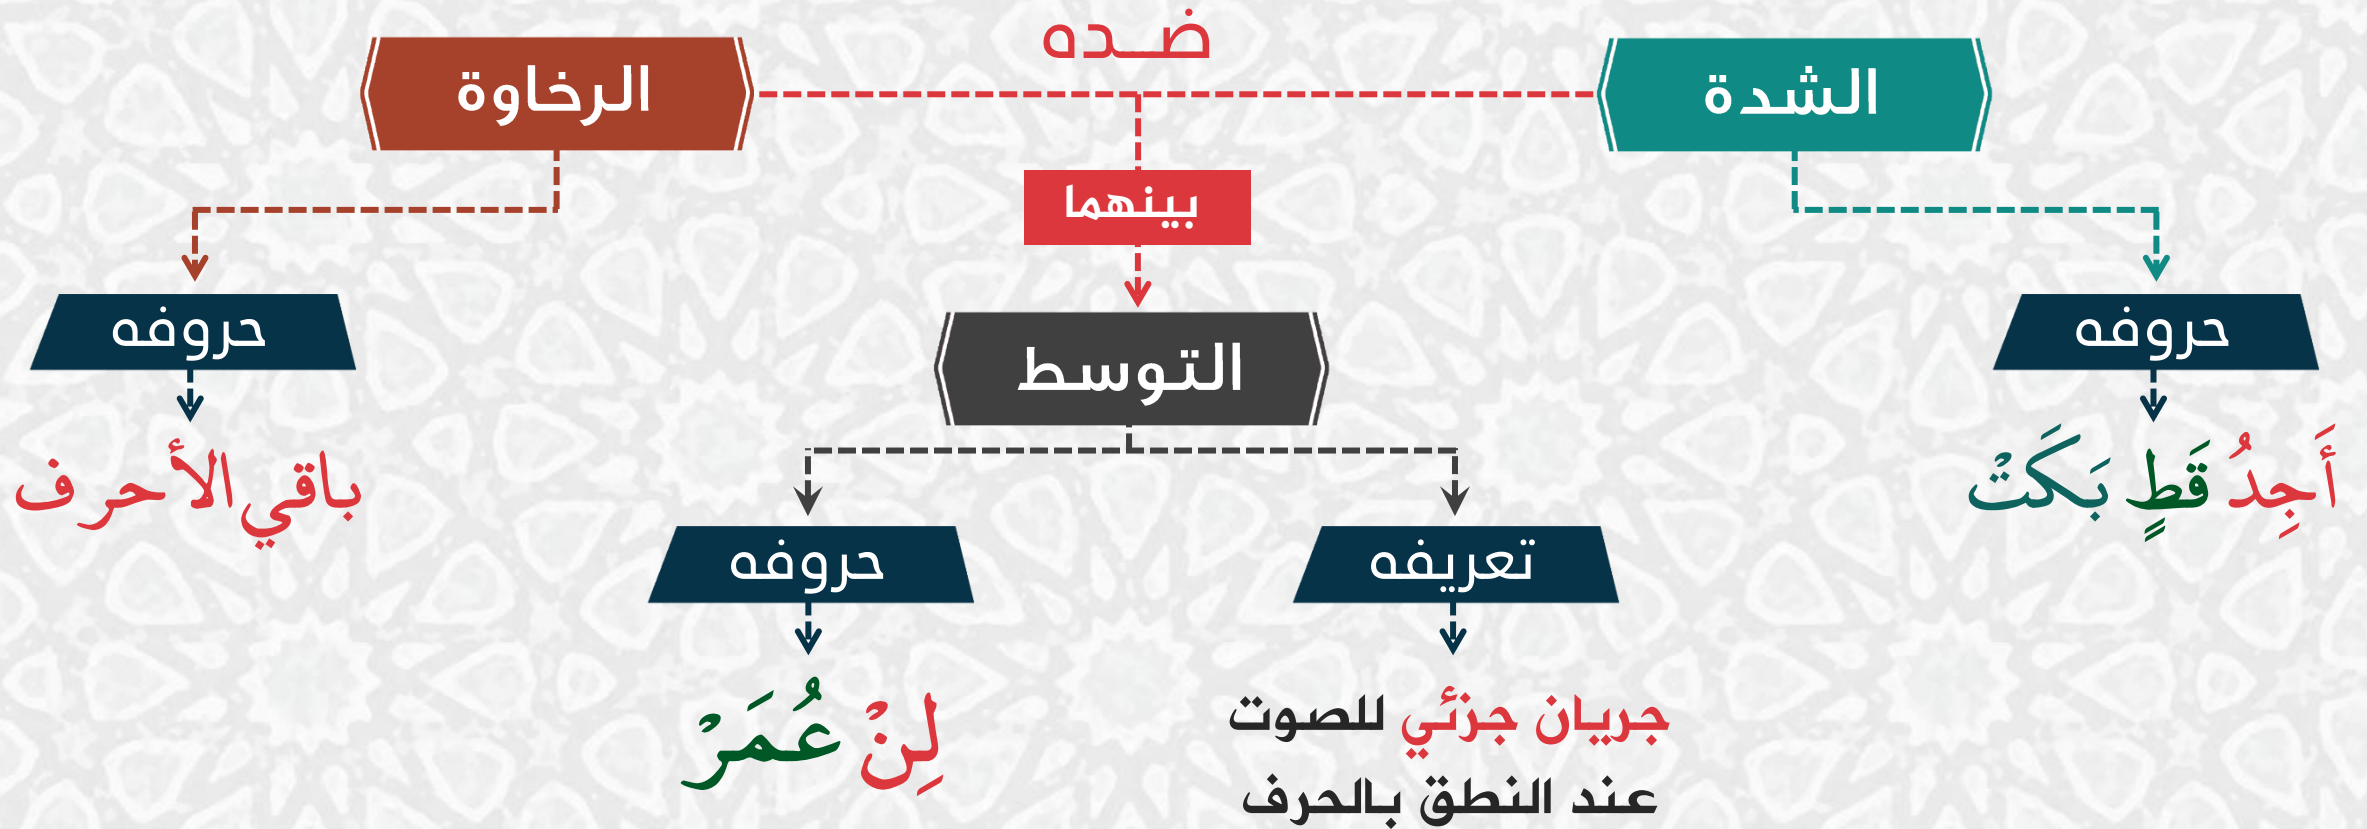 ضده
الشدة
الرخاوة
بينهما
حروفه
حروفه
التوسط
أَجِدُ قَطٍ بَكَتْ
باقي الأحرف
تعريفه
حروفه
جريان جزئي للصوت
عند النطق بالحرف
لِنْ عُمَرْ